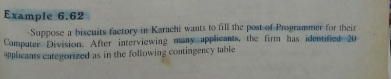 Example 6.62
Suppose a biscuits factory in Karachi wants to fill the post of Programmer for their
Computer Division. After interviewing many applicants, the firm has identified 20
applicants categorized as in the following contingency table